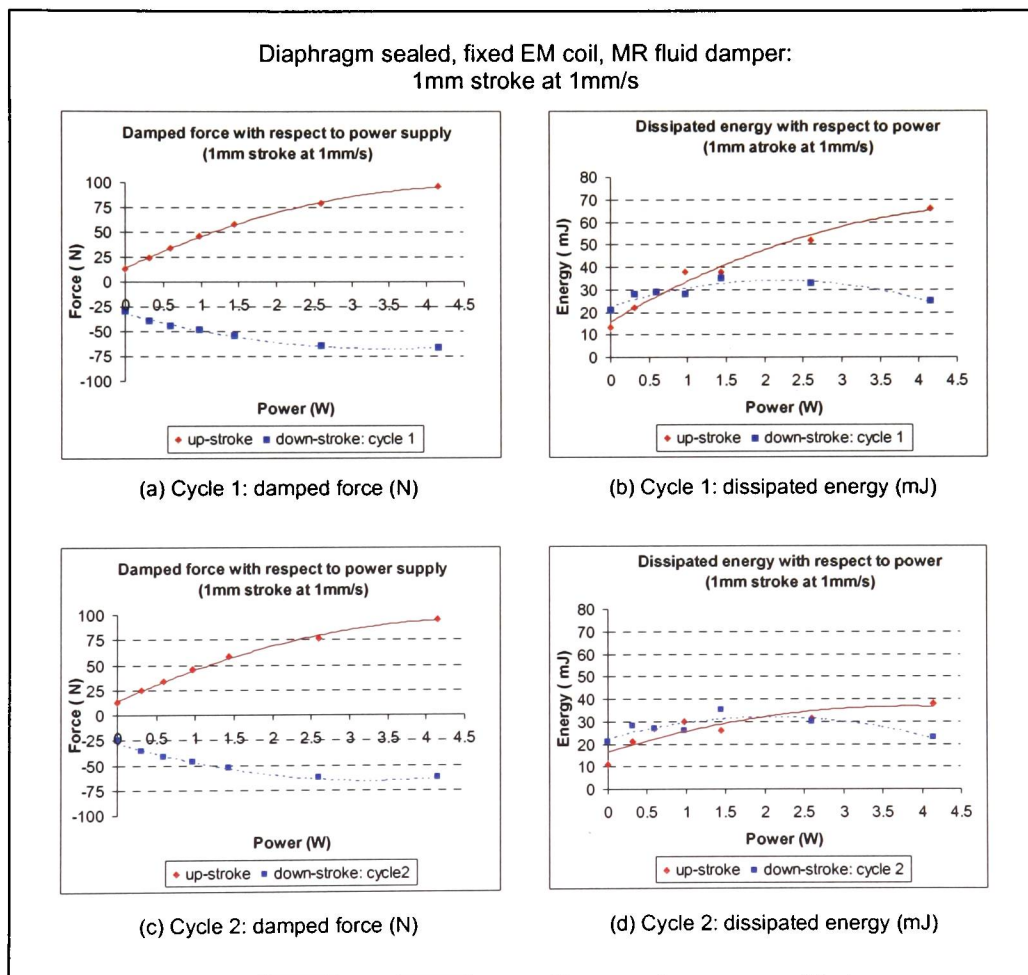 Diaphragm sealed, fixed EM coil, MR fluid damper:
1mm stroke at 1mm/s
Damped force with respect to power supply
(1mm stroke at 1mm/s)
100
75
50
25
0
-25
-50
-75
-100
Force ( N)
0 0.5 1 1.5 2 2.5 3 3.5 4 4.5
Power (W)
up-stroke down-stroke: cycle 1
(a) Cycle 1: damped force (N)
Dissipated energy with respect to power
(1mm atroke at 1mm/s)
80
70
60
50
40
30
20
10
0
Energy ( mJ)
0 0.5 1 1.5 2 2.5 3 3.5 4 4.5
Power (W)
up-stroke down-stroke: cycle 1
(b) Cycle 1: dissipated energy (mJ)
Damped force with respect to power supply
(1mm stroke at 1mm/s)
100
75
50
25
0
-25
-50
-75
-100
Force ( N)
0 0.5 1 1.5 2 2.5 3 3.5 4 4.5
Power (W)
up-stroke down-stroke: cycle2
(c) Cycle 2: damped force (N)
Dissipated energy with respect to power
(1mm stroke at 1mm/s)
80
70
60
50
40
30
20
10
0
Energy ( mJ)
0 0.5 1 1.5 2 2.5 3 3.5 4 4.5
Power (W)
up-stroke down-stroke: cycle 2
(d) Cycle 2: dissipated energy (mJ)